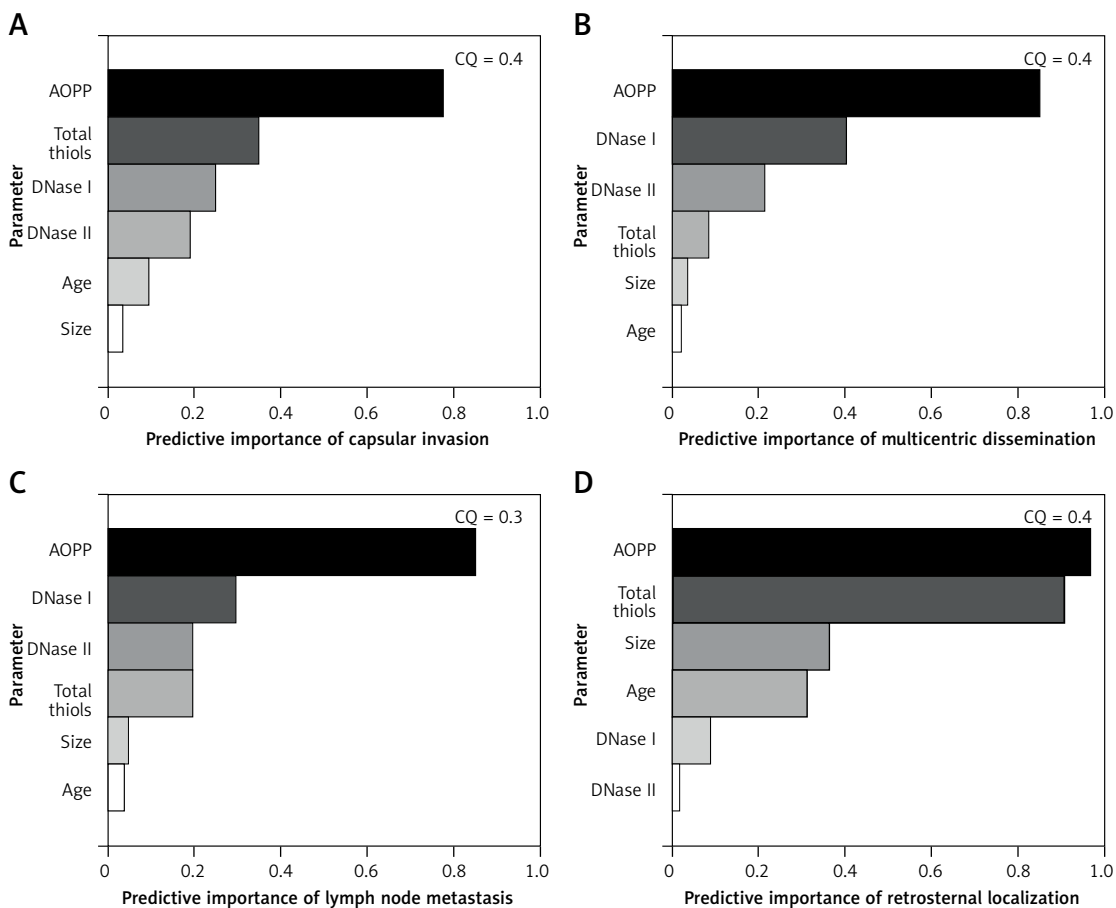 A
CQ = 0.4
Parameter
AOPP
Total
thiols
DNase I
DNase II
Age
Size
0 0.2 0.4 0.6 0.8 1.0
Predictive importance of capsular invasion
B
CQ = 0.4
Parameter
AOPP
DNase I
DNase II
Total
thiols
Size
Age
0 0.2 0.4 0.6 0.8 1.0
Predictive importance of multicentric dissemination
C
CQ = 0.3
Parameter
AOPP
DNase I
DNase II
Total
thiols
Size
Age
0 0.2 0.4 0.6 0.8 1.0
Predictive importance of lymph node metastasis
D
CQ = 0.4
Parameter
AOPP
Total
thiols
Size
Age
DNase I
DNase II
0 0.2 0.4 0.6 0.8 1.0
Predictive importance of retrosternal localization